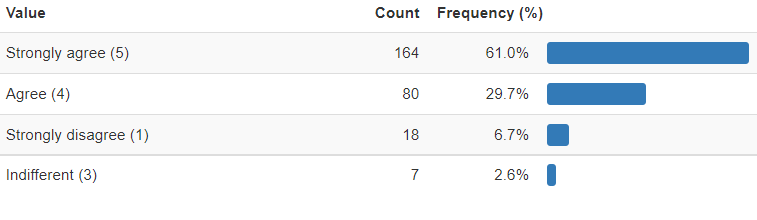 Value Count Frequency (%)
Strongly agree (5) 164 61.0%
Agree (4) 80 29.7%
Strongly disagree (1) 18 6.7%
Indifferent (3) 7 2.6%